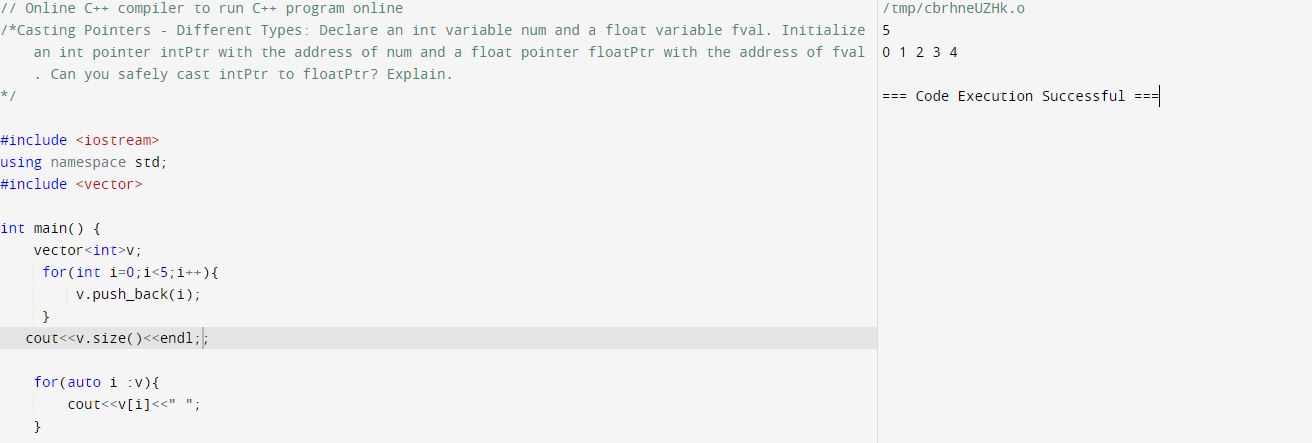 // Online C++ compiler to run C++ program online
/*Casting Pointers - Different Types: Declare an int variable num and a float variable fval. Initialize
an int pointer intPtr with the address of num and a float pointer floatPtr with the address of fval
. Can you safely cast intPtr to floatPtr? Explain.
*/
#include <iostream>
using namespace std;
#include <vector>
int main() {
vector<int>v;
for(int i=0;i<5;i++){
v.push_back(i);
}
cout<<v.size()<<endl;;
for(auto i :v){
cout<<v[i]<<" ";
}
/tmp/cbrhneUZHk.o
5
0 1 2 3 4
=== Code Execution Successful ===